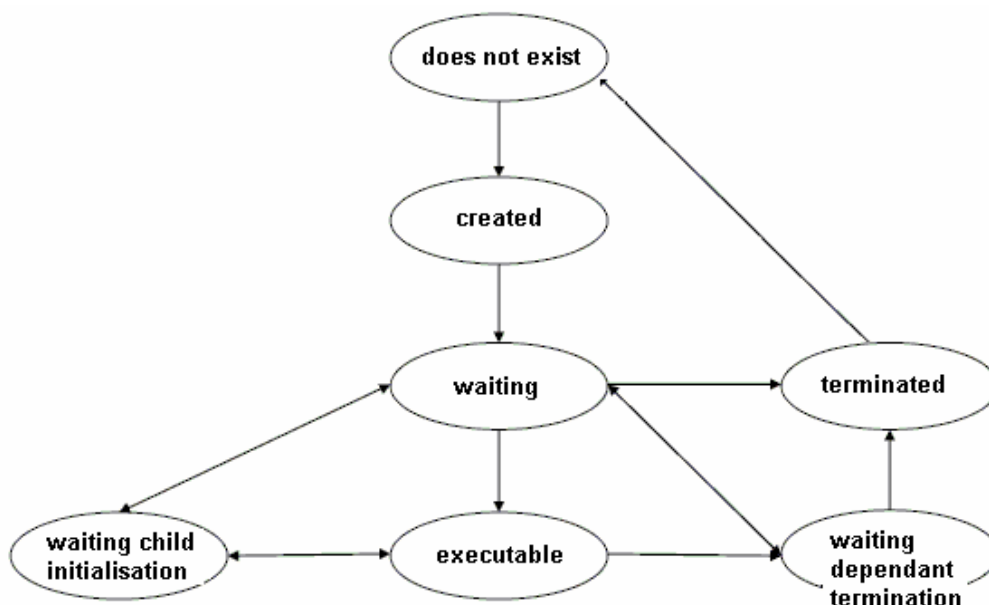 does not exist
created
waiting
terminated
waiting child
initialisation
executable
waiting
dependant
termination